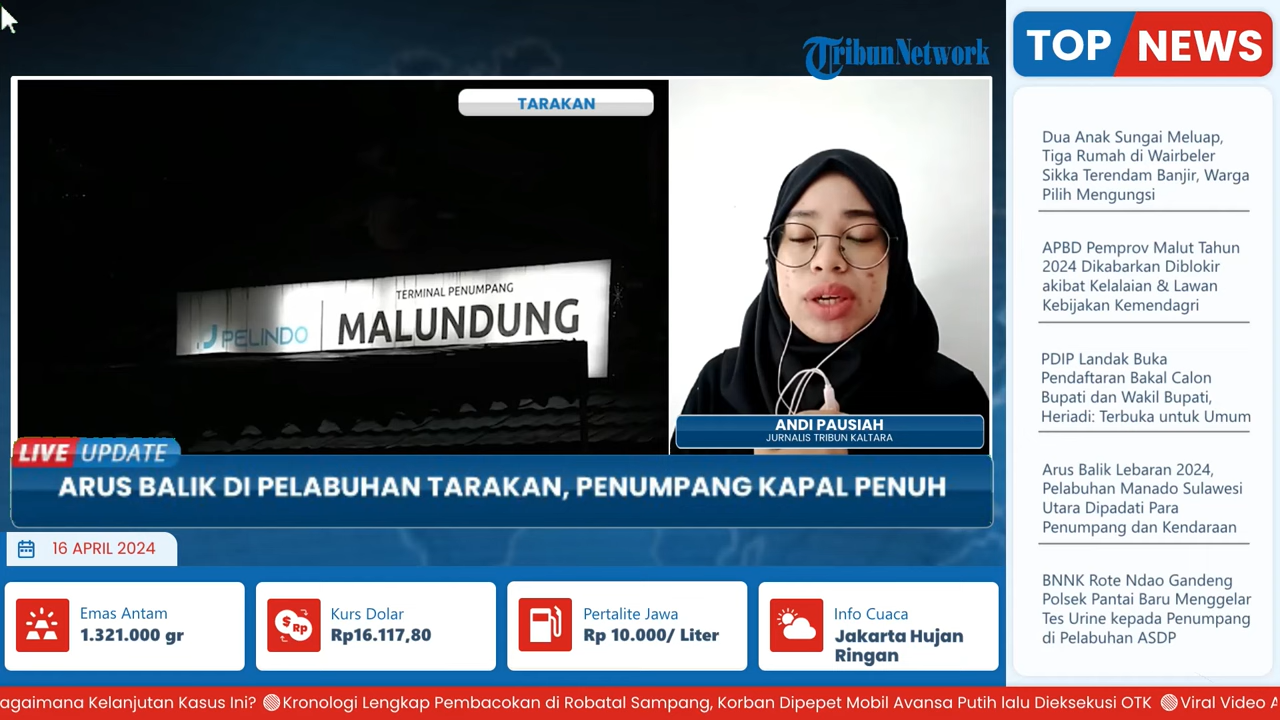 TribunNetwork
TOP NEWS
TARAKAN
TERMINAL PENUMPANG
PELINDO
MALUNDUNG
ANDI PAUSIAH
JURNALIS TRIBUN KALTARA
LIVE UPDATE
ARUS BALIK DI PELABUHAN TARAKAN, PENUMPANG KAPAL PENUH
16 APRIL 2024
Emas Antam
1.321.000 gr
Kurs Dolar
Rp16.117,80
Pertalite Jawa
Rp 10.000/ Liter
Info Cuaca
Jakarta Hujan
Ringan
Dua Anak Sungai Meluap,
Tiga Rumah di Wairbeler
Sikka Terendam Banjir, Warga
Pilih Mengungsi
APBD Pemprov Malut Tahun
2024 Dikabarkan Diblokir
akibat Kelalaian & Lawan
Kebijakan Kemendagri
PDIP Landak Buka
Pendaftaran Bakal Calon
Bupati dan Wakil Bupati,
Heriadi: Terbuka untuk Umum
Arus Balik Lebaran 2024,
Pelabuhan Manado Sulawesi
Utara Dipadati Para
Penumpang dan Kendaraan
BNNK Rote Ndao Gandeng
Polsek Pantai Baru Menggelar
Tes Urine kepada Penumpang
di Pelabuhan ASDP
agaimana Kelanjutan Kasus Ini? Kronologi Lengkap Pembacokan di Robatal Sampang, Korban Dipepet Mobil Avansa Putih lalu Dieksekusi OTK Viral Video A